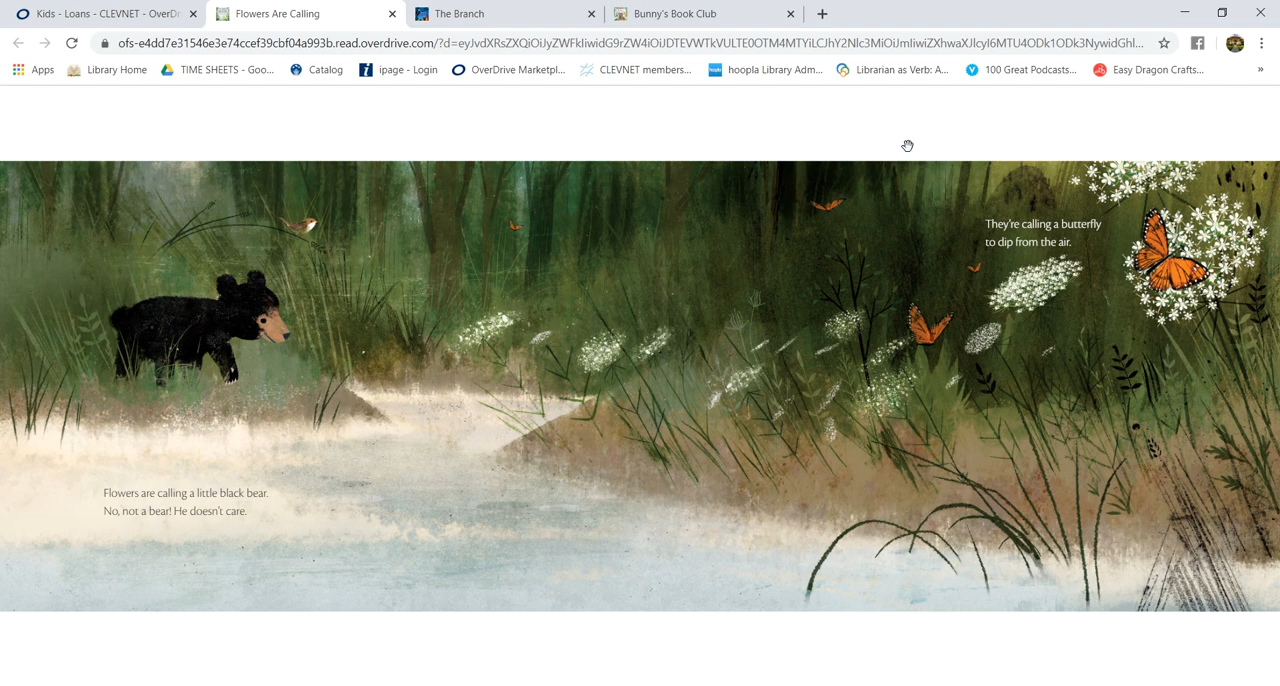 Kids - Loans - CLEVNET - OverDr
Flowers Are Calling
The Branch
Bunny's Book Club
ofs-e4dd7e31546e3e74ccef39cbf04a993b.read.overdrive.com/?d=eyJvdXRsZXQiOiJyZWFkIiwidG9rZW4iOiJDTEVWTkVULTE0OTM4MTYiLCJhY2Nlc3MiOiJmIiwiZXhwaXJlcyI6MTU4ODk1ODk3NywidGhl...
Apps
Library Home
TIME SHEETS - Goo...
Catalog
ipage - Login
OverDrive Marketpl...
CLEVNET members...
hoopla Library Adm...
Librarian as Verb: A...
100 Great Podcasts...
Easy Dragon Crafts...
»
They're calling a butterfly
to dip from the air.
Flowers are calling a little black bear.
No, not a bear! He doesn't care.